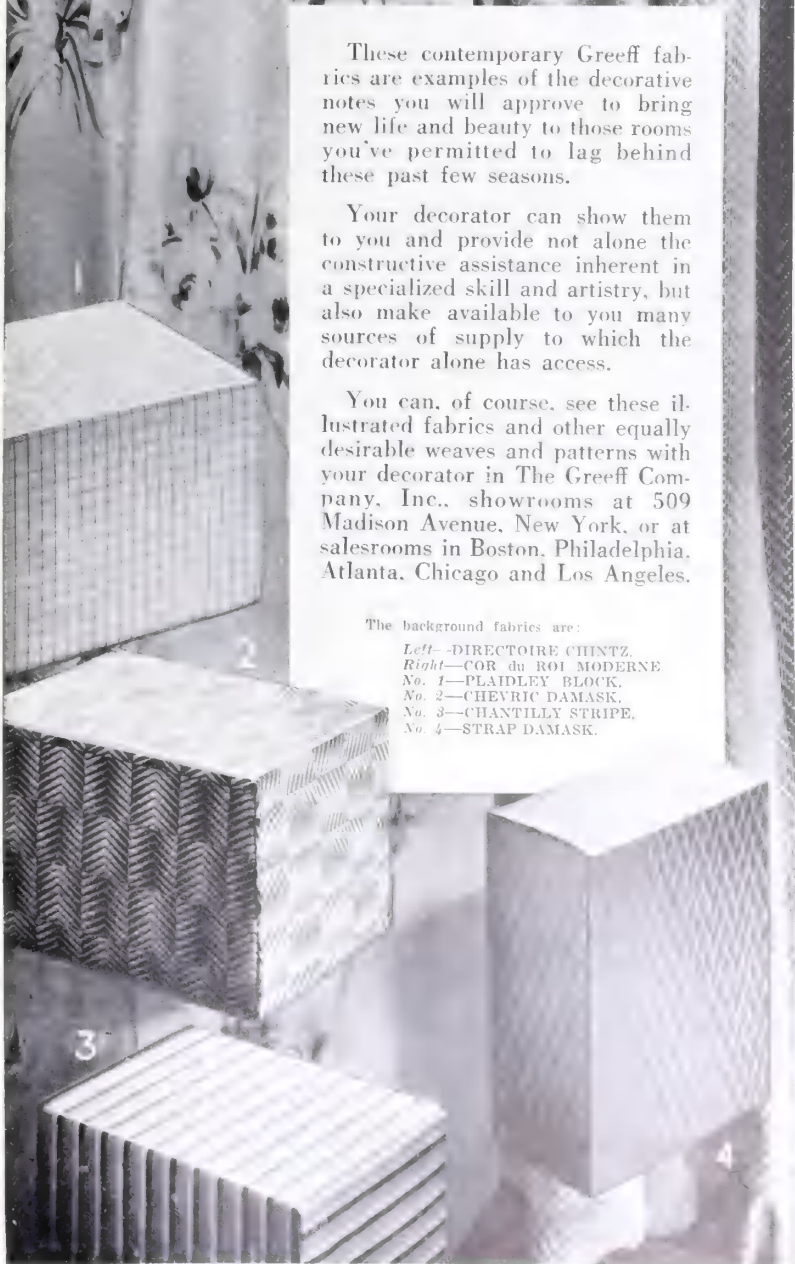 These contemporary Greeff fab-
rics are examples of the decorative
notes you will approve to bring
new life and beauty to those rooms
you've permitted to lag behind
these past few seasons.
Your decorator can show them
to you and provide not alone the
constructive assistance inherent in
a specialized skill and artistry, but
also make available to you many
sources of supply to which the
decorator alone has access.
You can, of course, see these il-
lustrated fabrics and other equally
desirable weaves and patterns with
your decorator in The Greeff Com-
pany, Inc., showrooms at 509
Madison Avenue, New York, or at
salesrooms in Boston, Philadelphia,
Atlanta, Chicago and Los Angeles.
The background fabrics are:
Left—DIRECTOIRE CHINTZ.
Right—COR du ROI MODERNE
No. 1—PLAIDLEY BLOCK.
No. 2—CHEVRIC DAMASK.
No. 3—CHANTILLY STRIPE.
No. 4—STRAP DAMASK.
1
2
3
4